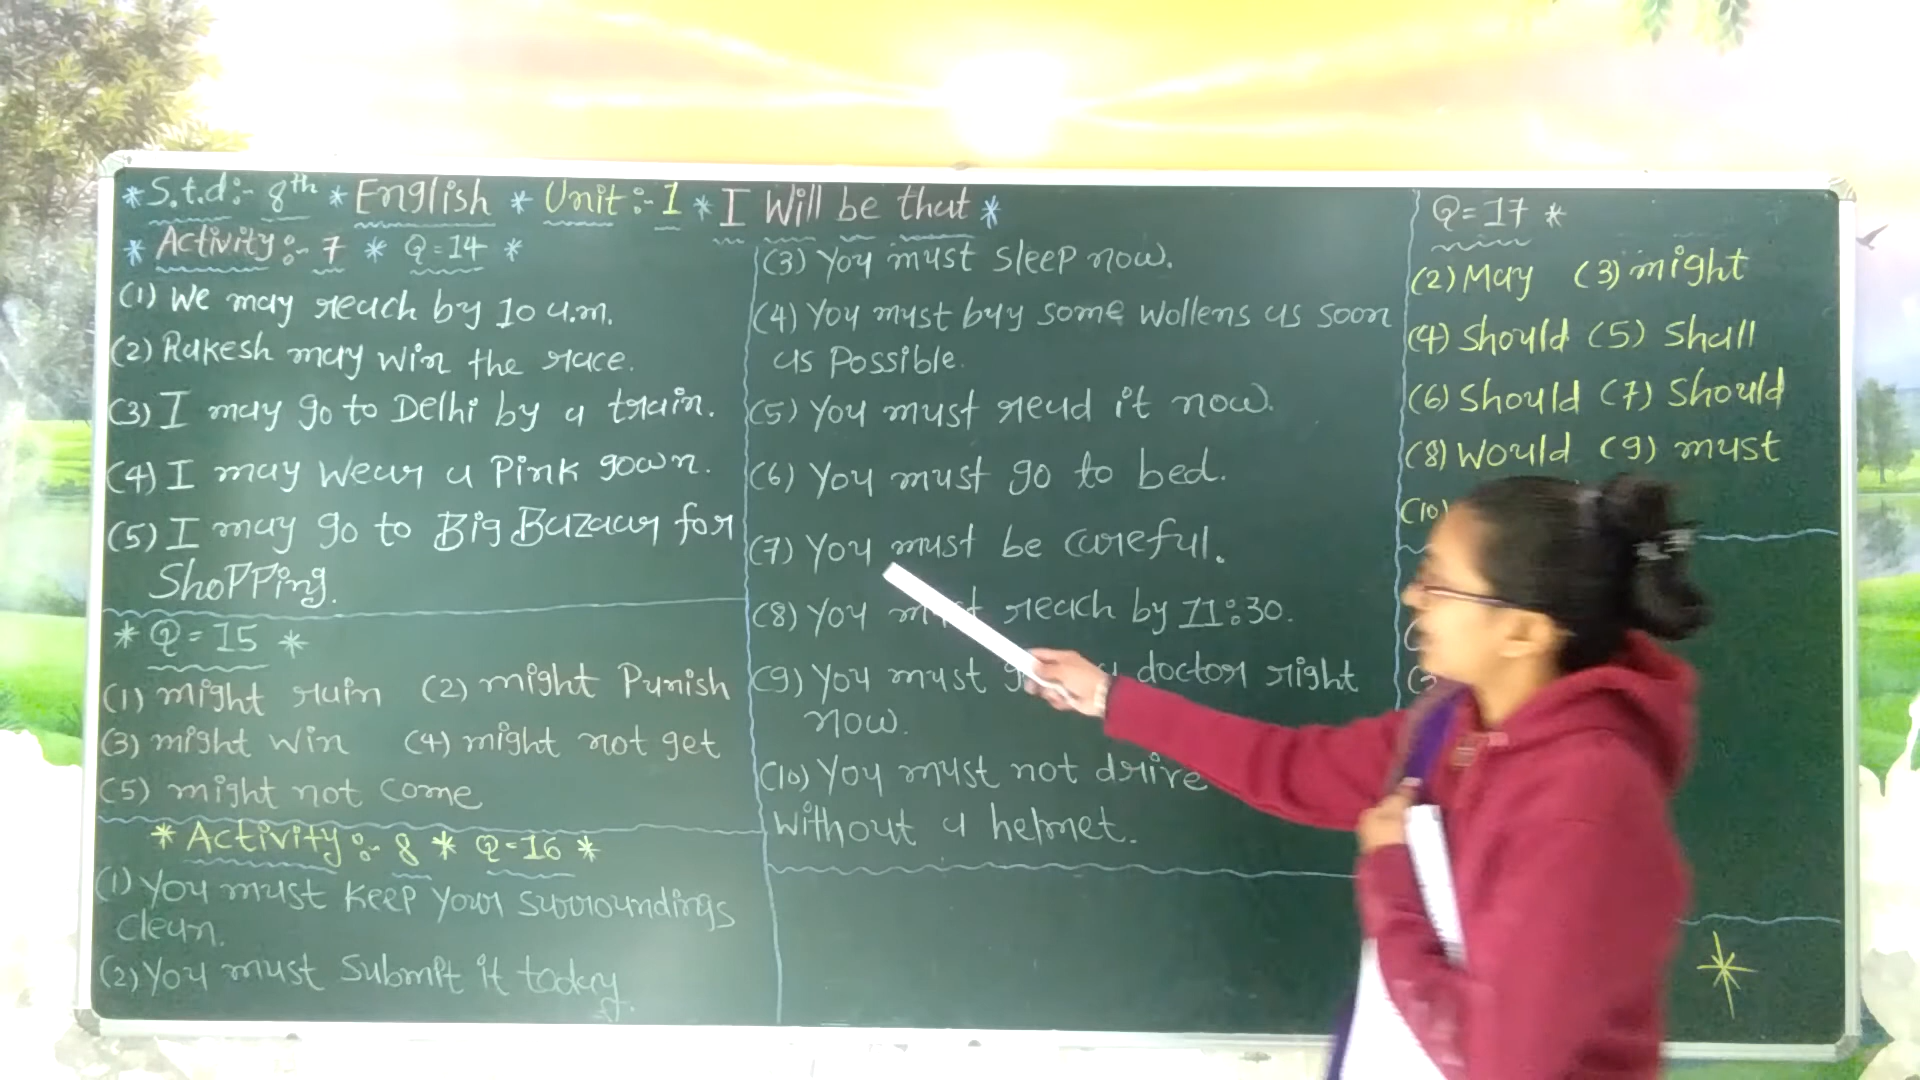 * S.t.d:- 8th * English * Unit:- 1 * I Will be that *
* Activity:- 7 * Q=14 *
(1) We may reach by 10 a.m.
(2) Rakesh may win the race.
(3) I may go to Delhi by a train.
(4) I may wear a Pink gown.
(5) I may go to Big Bazaar for
Shopping.
* Q=15 *
(1) might ruin (2) might Punish
(3) might win (4) might not get
(5) might not come
* Activity:- 8 * Q=16 *
(1) You must keep your surroundings
clean.
(2) You must submit it today.
(3) You must sleep now.
(4) You must buy some wollens as soon
as Possible.
(5) You must read it now.
(6) You must go to bed.
(7) You must be careful.
(8) You must reach by 11:30.
(9) You must doctor right
now.
(10) You must not drive
without a helmet.
Q=17 *
(2) May (3) might
(4) Should (5) Shall
(6) Should (7) Should
(8) Would (9) must
(10)